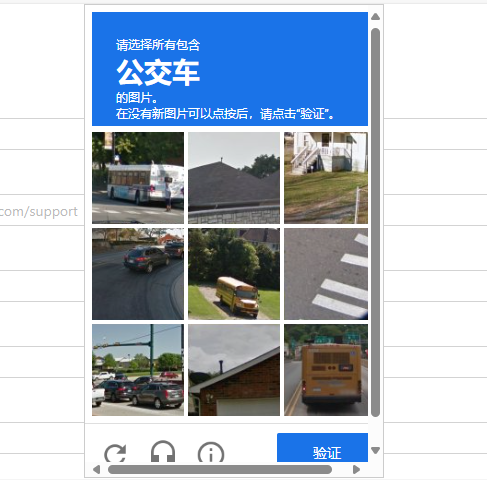 请选择所有包含
公交车
的图片。
在没有新图片可以点按后，请点击“验证”。
com/support
验证